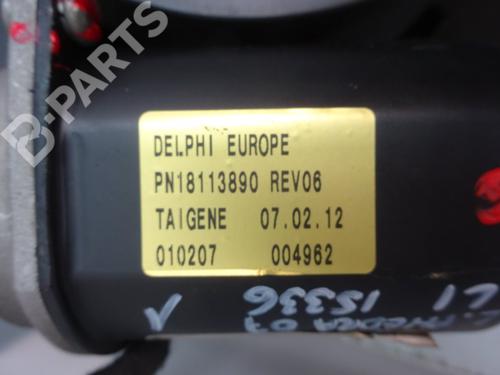 DELPHI EUROPE
PN18113890 REV06
TAIGENE 07.02.12
010207 004962
15336
B-PARTS